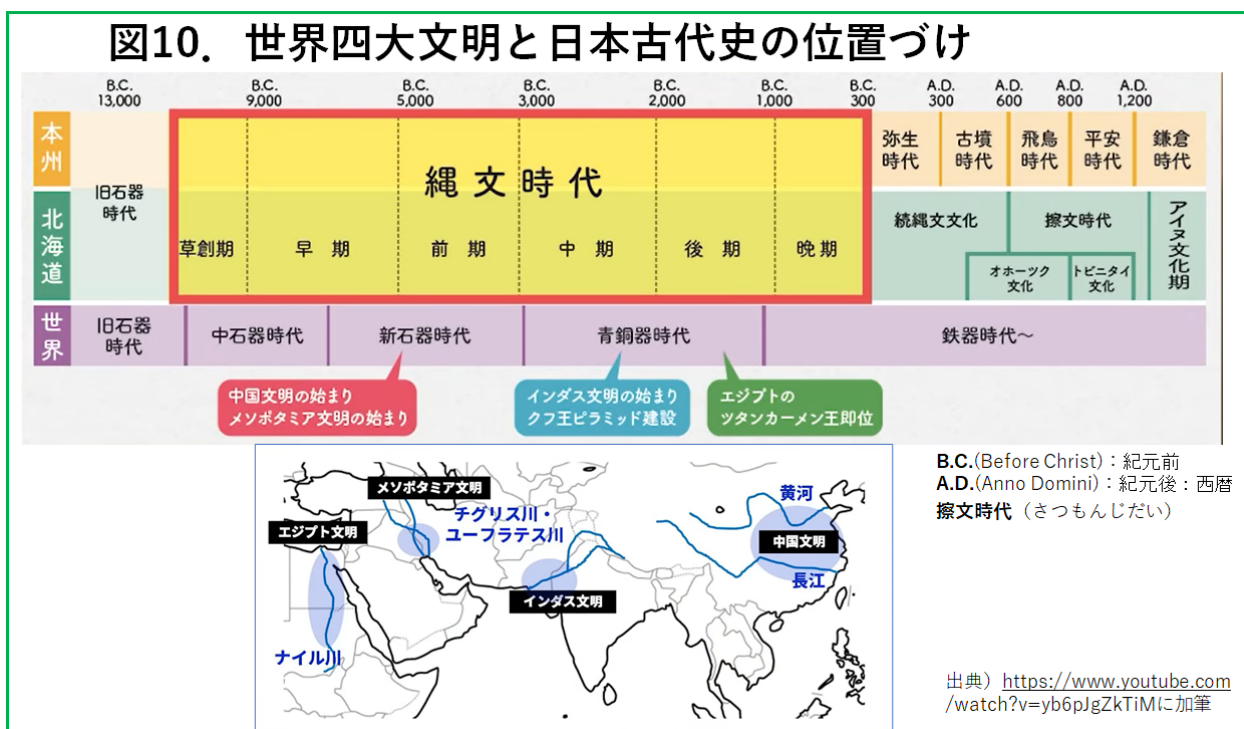 図10．世界四大文明と日本古代史の位置づけ
B.C. 13,000
B.C. 9,000
B.C. 5,000
B.C. 3,000
B.C. 2,000
B.C. 1,000
B.C. 300
A.D. 300
A.D. 600
A.D. 800
A.D. 1,200
本州
旧石器
時代
縄文時代
弥生
時代
古墳
時代
飛鳥
時代
平安
時代
鎌倉
時代
北海道
草創期
早期
前期
中期
後期
晩期
続縄文文化
擦文時代
オホーツク
文化
トビニタイ
文化
アイヌ文化期
世界
旧石器
時代
中石器時代
新石器時代
青銅器時代
鉄器時代～
中国文明の始まり
メソポタミア文明の始まり
インダス文明の始まり
クフ王ピラミッド建設
エジプトの
ツタンカーメン王即位
メソポタミア文明
チグリス川・
ユーフラテス川
エジプト文明
ナイル川
インダス文明
黄河
中国文明
長江
B.C.(Before Christ)：紀元前
A.D.(Anno Domini)：紀元後：西暦
擦文時代（さつもんじだい）
出典）https://www.youtube.com
/watch?v=yb6pJgZkTiMに加筆